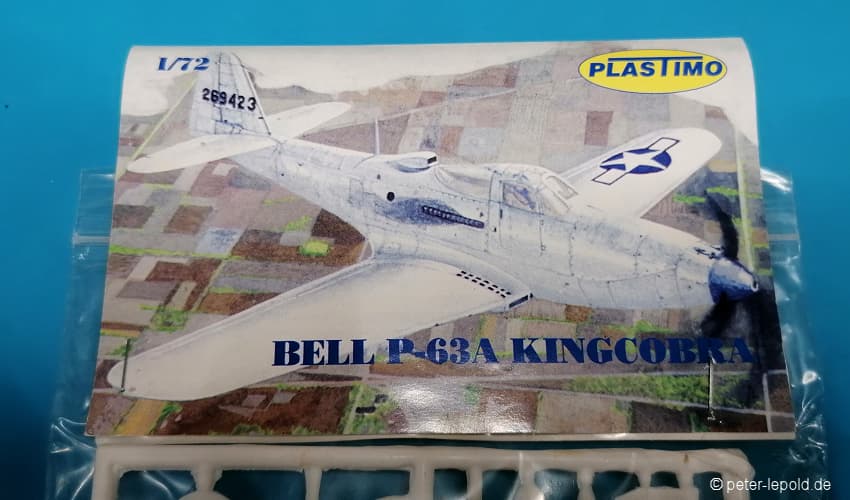 1/72
PLASTIMO
269423
BELL P-63A KINGCOBRA
© peter-lepold.de